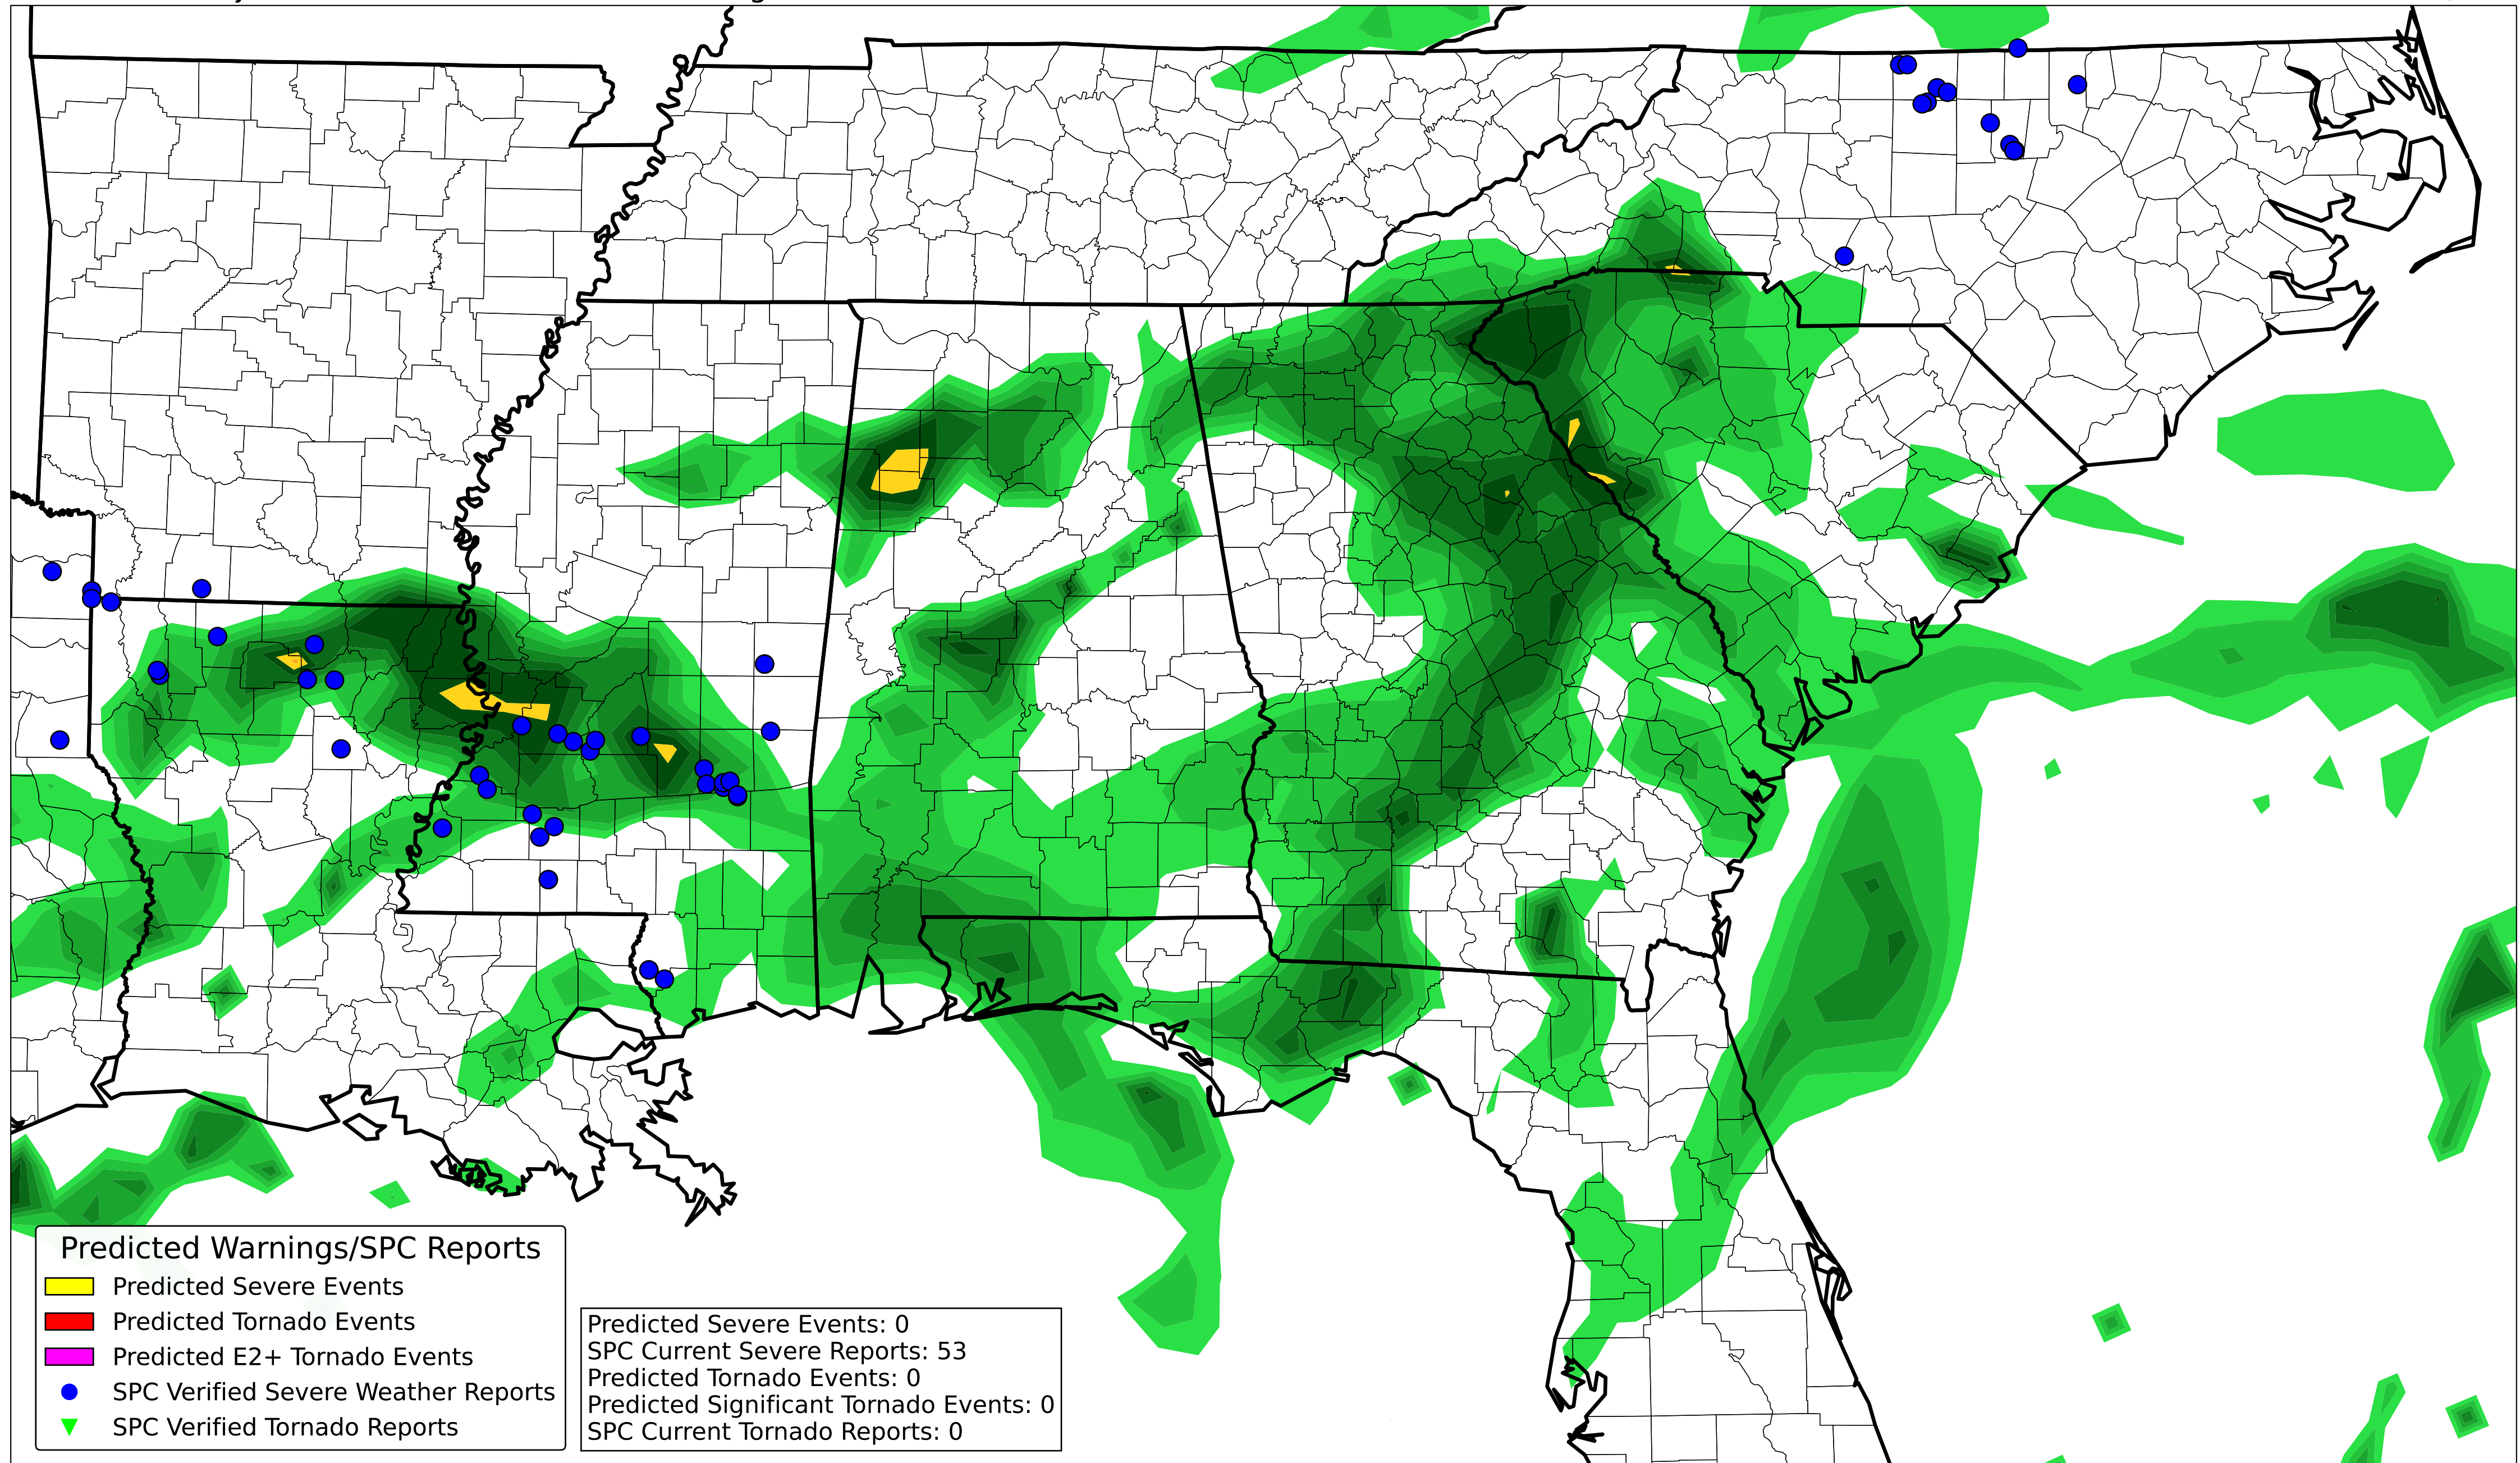 Predicted Warnings/SPC Reports
Predicted Severe Events
Predicted Tornado Events
Predicted E2+ Tornado Events
SPC Verified Severe Weather Reports
SPC Verified Tornado Reports
Predicted Severe Events: 0
SPC Current Severe Reports: 53
Predicted Tornado Events: 0
Predicted Significant Tornado Events: 0
SPC Current Tornado Reports: 0